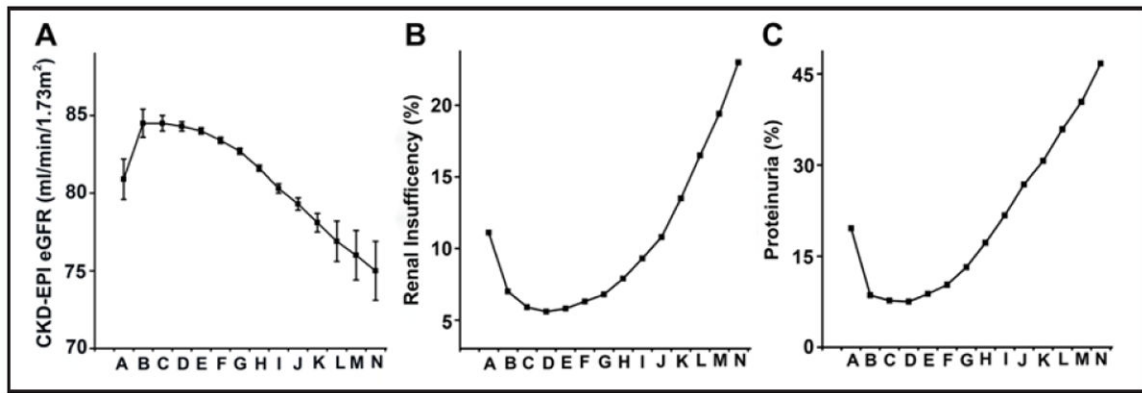 A
CKD-EPI eGFR (ml/min/1.73m²)
85
80
75
70
A B C D E F G H I J K L M N
B
Renal Insufficency (%)
20
15
10
5
A B C D E F G H I J K L M N
C
Proteinuria (%)
45
30
15
0
A B C D E F G H I J K L M N